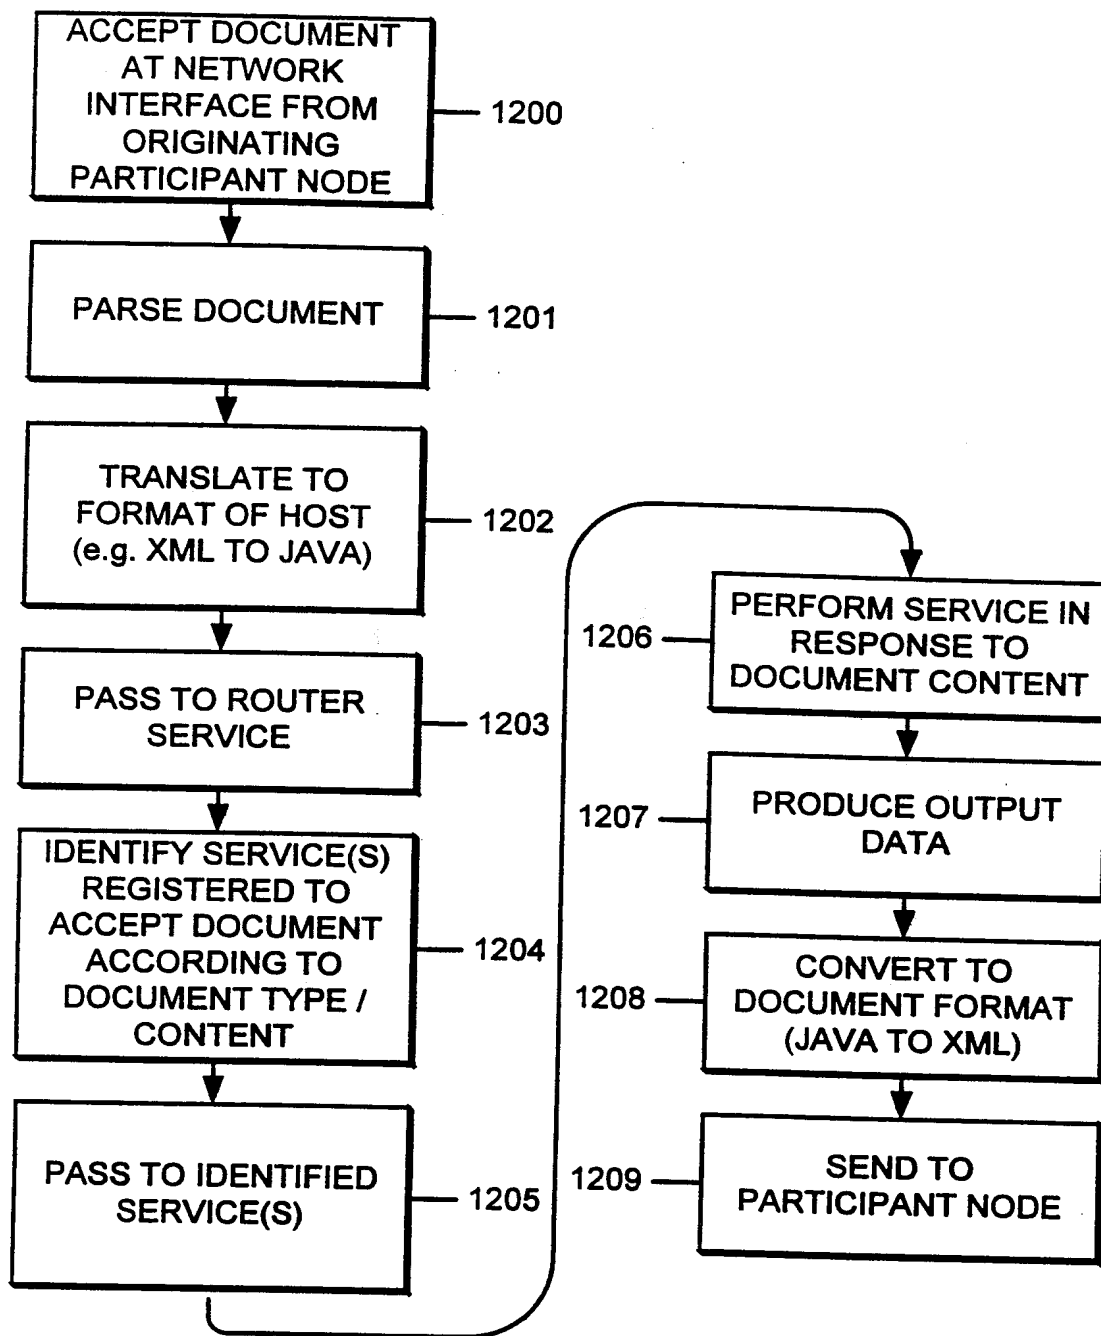 ACCEPT DOCUMENT
AT NETWORK
INTERFACE FROM
ORIGINATING
PARTICIPANT NODE
1200
PARSE DOCUMENT
1201
TRANSLATE TO
FORMAT OF HOST
(e.g. XML TO JAVA)
1202
PASS TO ROUTER
SERVICE
1203
IDENTIFY SERVICE(S)
REGISTERED TO
ACCEPT DOCUMENT
ACCORDING TO
DOCUMENT TYPE /
CONTENT
1204
PASS TO IDENTIFIED
SERVICE(S)
1205
PERFORM SERVICE IN
RESPONSE TO
DOCUMENT CONTENT
1206
PRODUCE OUTPUT
DATA
1207
CONVERT TO
DOCUMENT FORMAT
(JAVA TO XML)
1208
SEND TO
PARTICIPANT NODE
1209